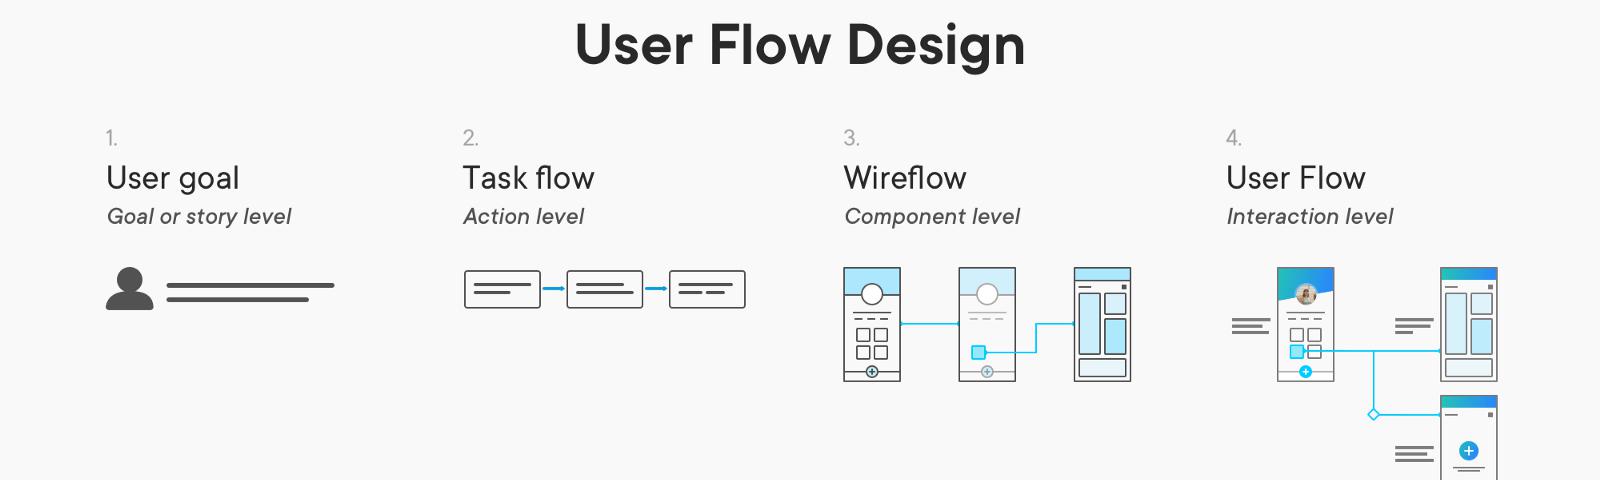 User Flow Design
1.
User goal
Goal or story level
2.
Task flow
Action level
3.
Wireflow
Component level
4.
User Flow
Interaction level